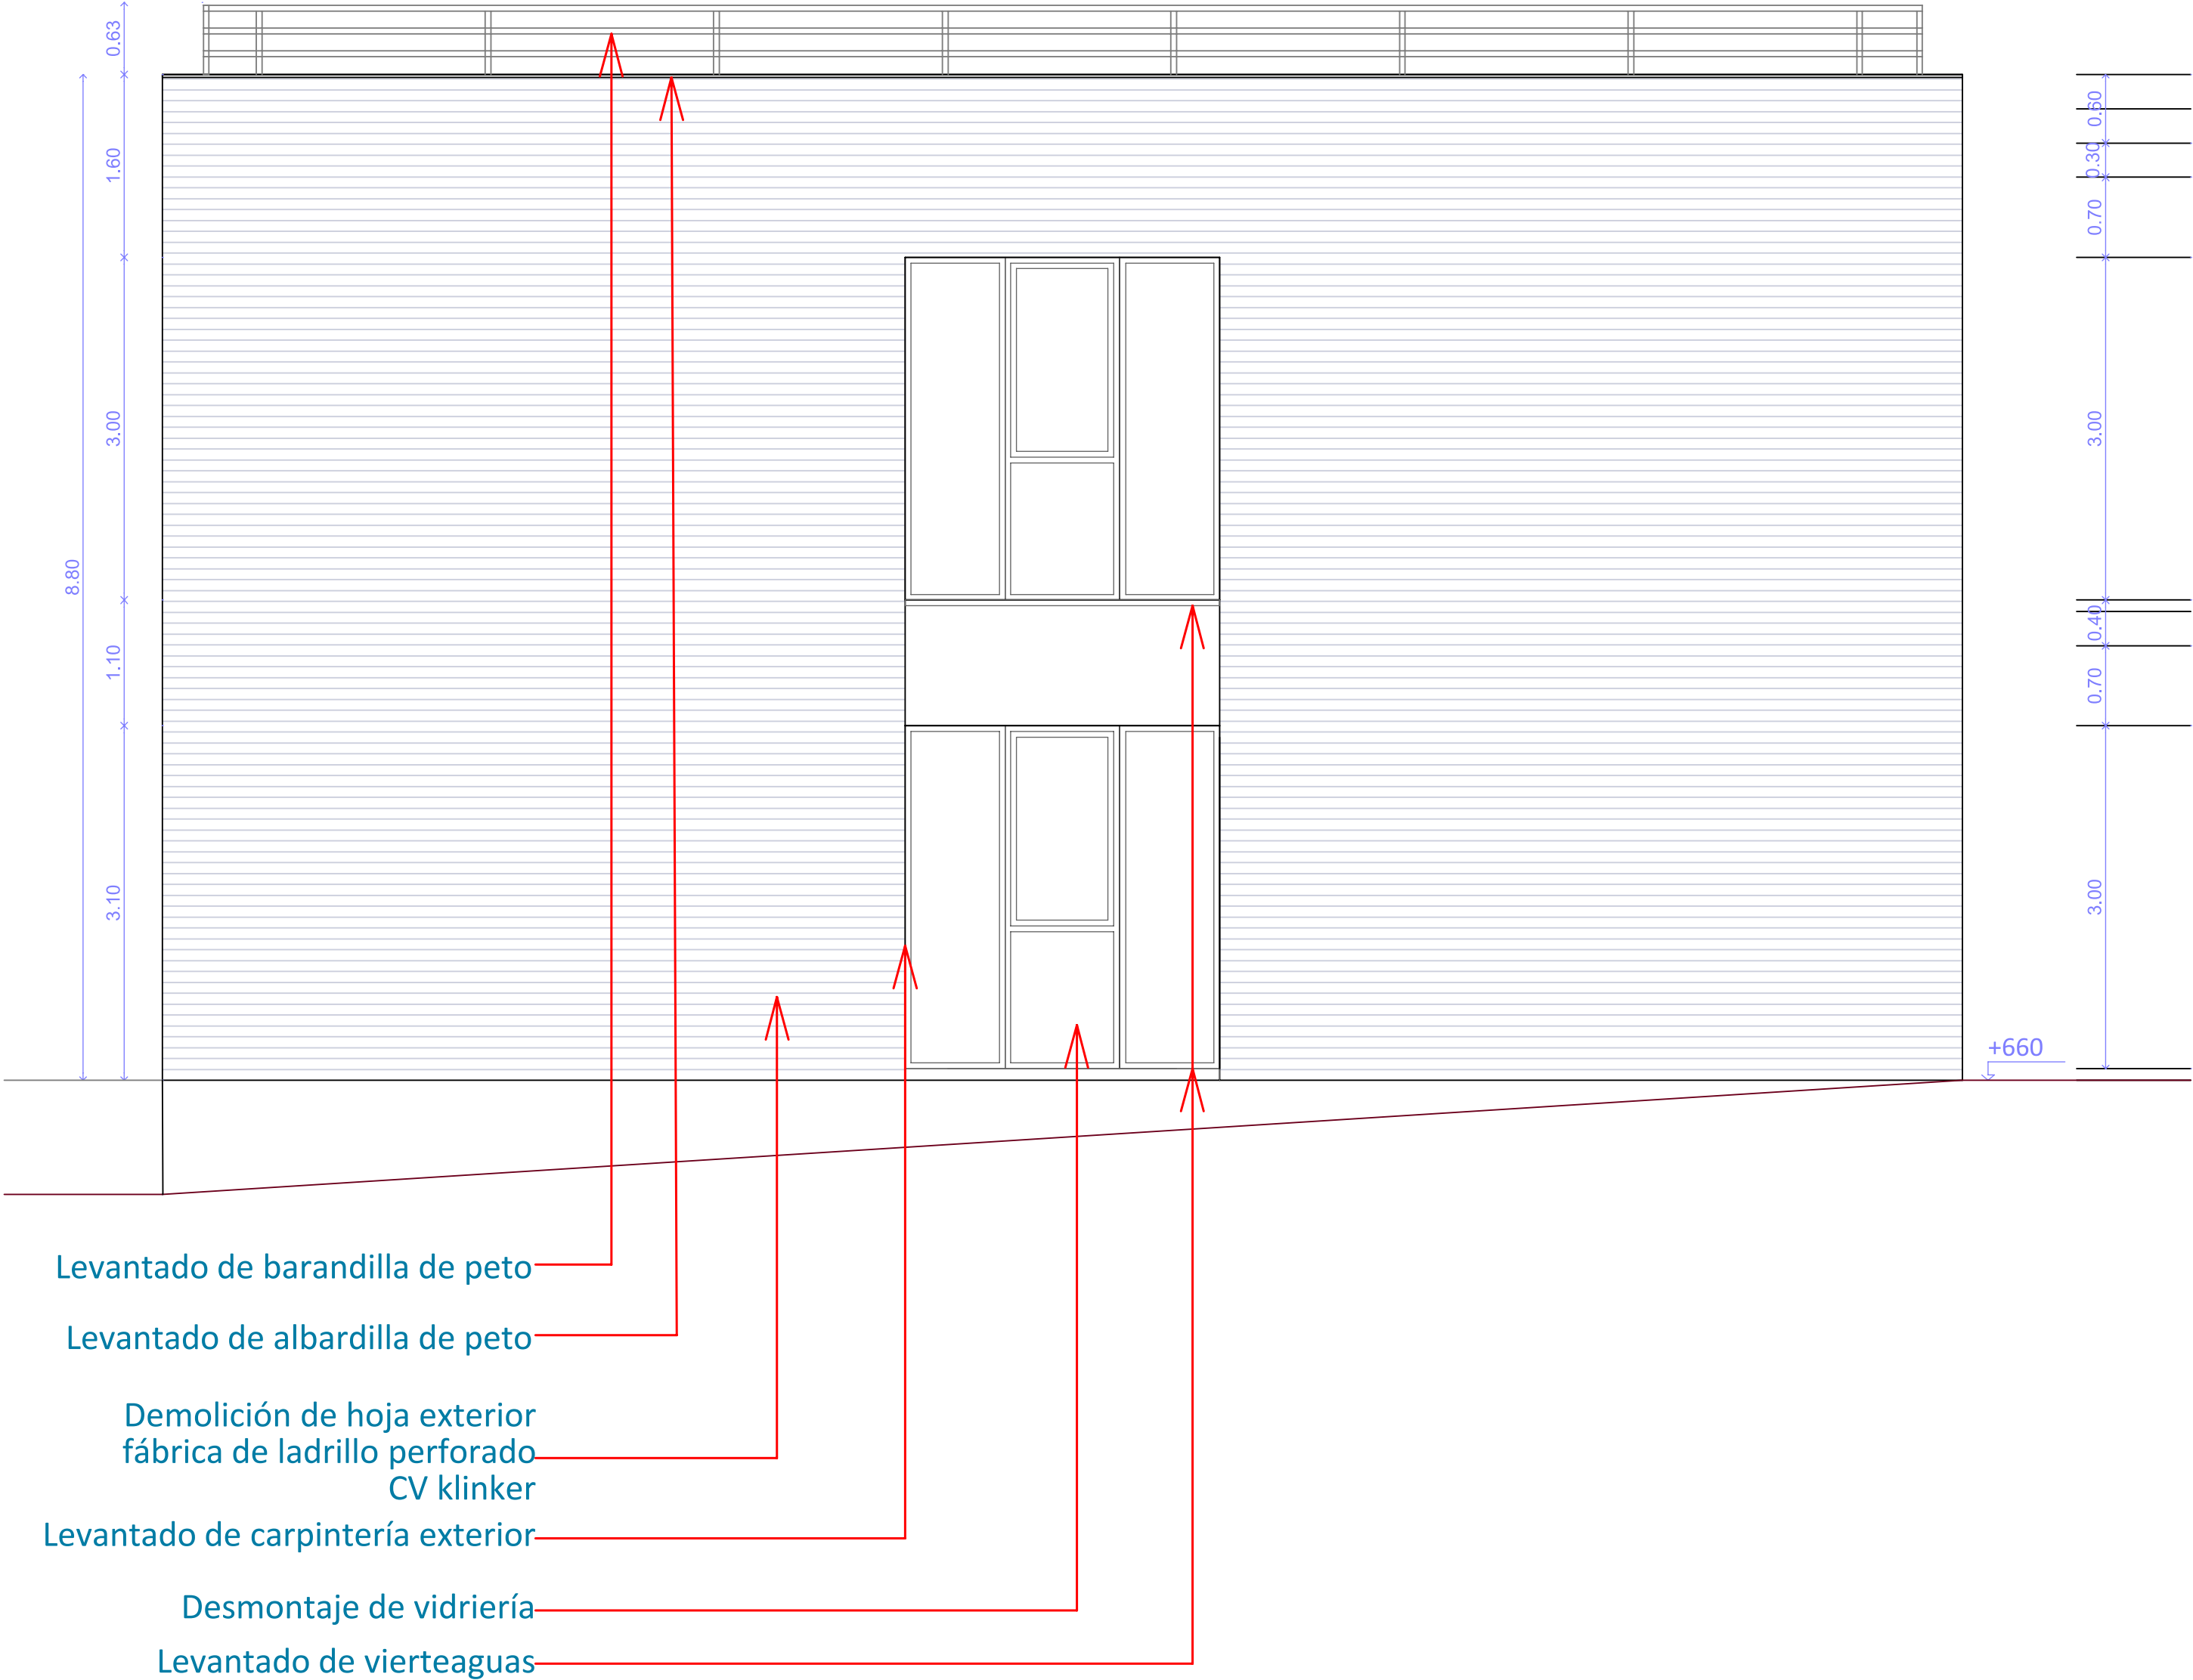 0.63
1.60
3.00
8.80
1.10
3.10
0.60
0.30
0.70
3.00
0.40
0.70
3.00
+660
Levantado de barandilla de peto
Levantado de albardilla de peto
Demolición de hoja exterior
fábrica de ladrillo perforado
CV klinker
Levantado de carpintería exterior
Desmontaje de vidriería
Levantado de vierteaguas